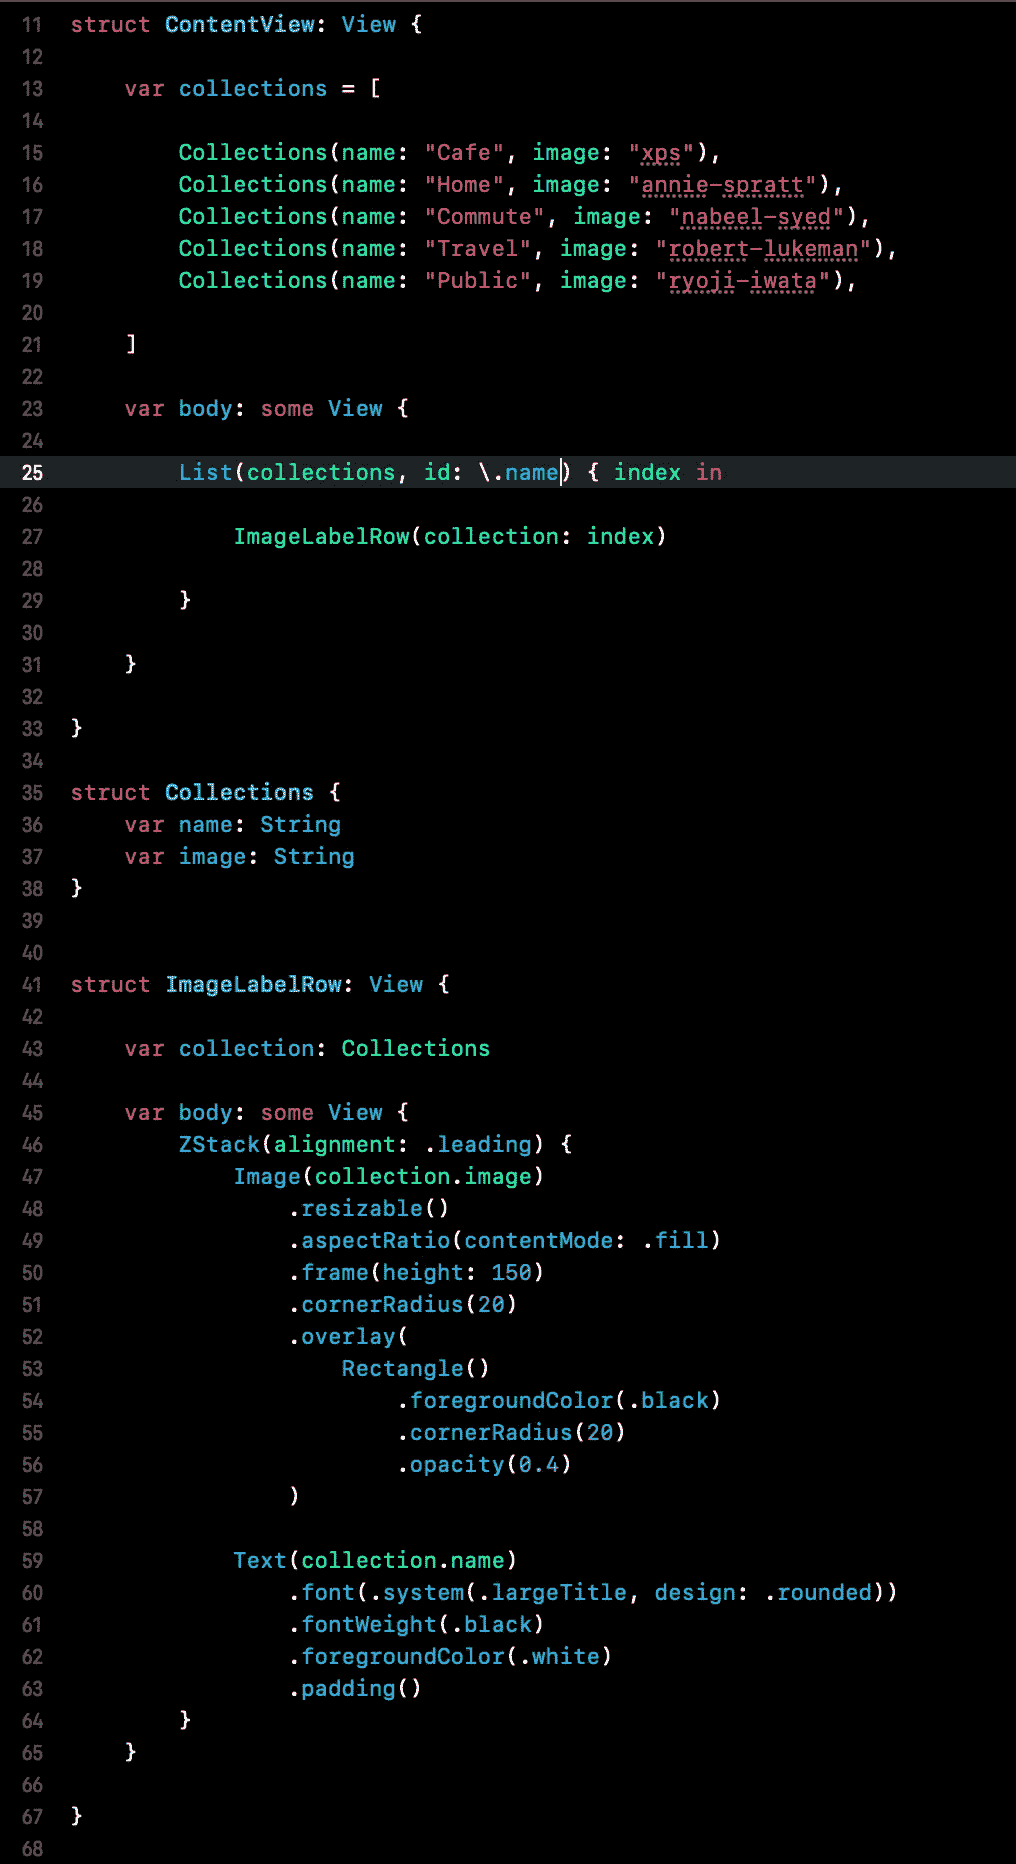 11 struct ContentView: View {
12
13 var collections = [
14
15 Collections(name: "Cafe", image: "xps"),
16 Collections(name: "Home", image: "annie-spratt"),
17 Collections(name: "Commute", image: "nabeel-syed"),
18 Collections(name: "Travel", image: "robert-lukeman"),
19 Collections(name: "Public", image: "ryoji-iwata"),
20
21 ]
22
23 var body: some View {
24
25 List(collections, id: \.name) { index in
26
27 ImageLabelRow(collection: index)
28
29 }
30
31 }
32
33 }
34
35 struct Collections {
36 var name: String
37 var image: String
38 }
39
40
41 struct ImageLabelRow: View {
42
43 var collection: Collections
44
45 var body: some View {
46 ZStack(alignment: .leading) {
47 Image(collection.image)
48 .resizable()
49 .aspectRatio(contentMode: .fill)
50 .frame(height: 150)
51 .cornerRadius(20)
52 .overlay(
53 Rectangle()
54 .foregroundColor(.black)
55 .cornerRadius(20)
56 .opacity(0.4)
57 )
58
59 Text(collection.name)
60 .font(.system(.largeTitle, design: .rounded))
61 .fontWeight(.black)
62 .foregroundColor(.white)
63 .padding()
64 }
65 }
66
67 }
68